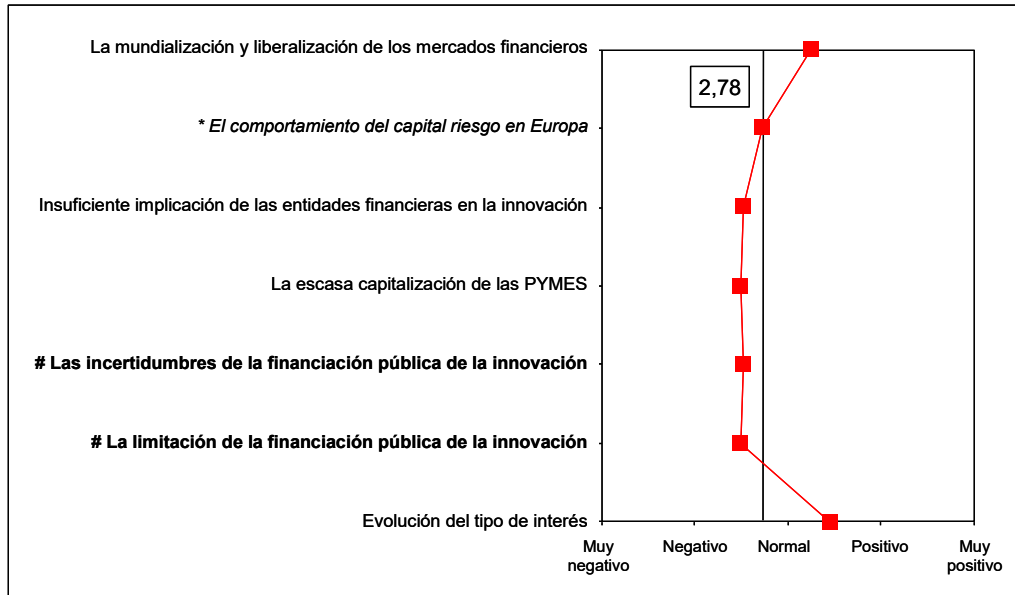 La mundialización y liberalización de los mercados financieros
2,78
* El comportamiento del capital riesgo en Europa
Insuficiente implicación de las entidades financieras en la innovación
La escasa capitalización de las PYMES
# Las incertidumbres de la financiación pública de la innovación
# La limitación de la financiación pública de la innovación
Evolución del tipo de interés
Muy
negativo
Negativo
Normal
Positivo
Muy
positivo